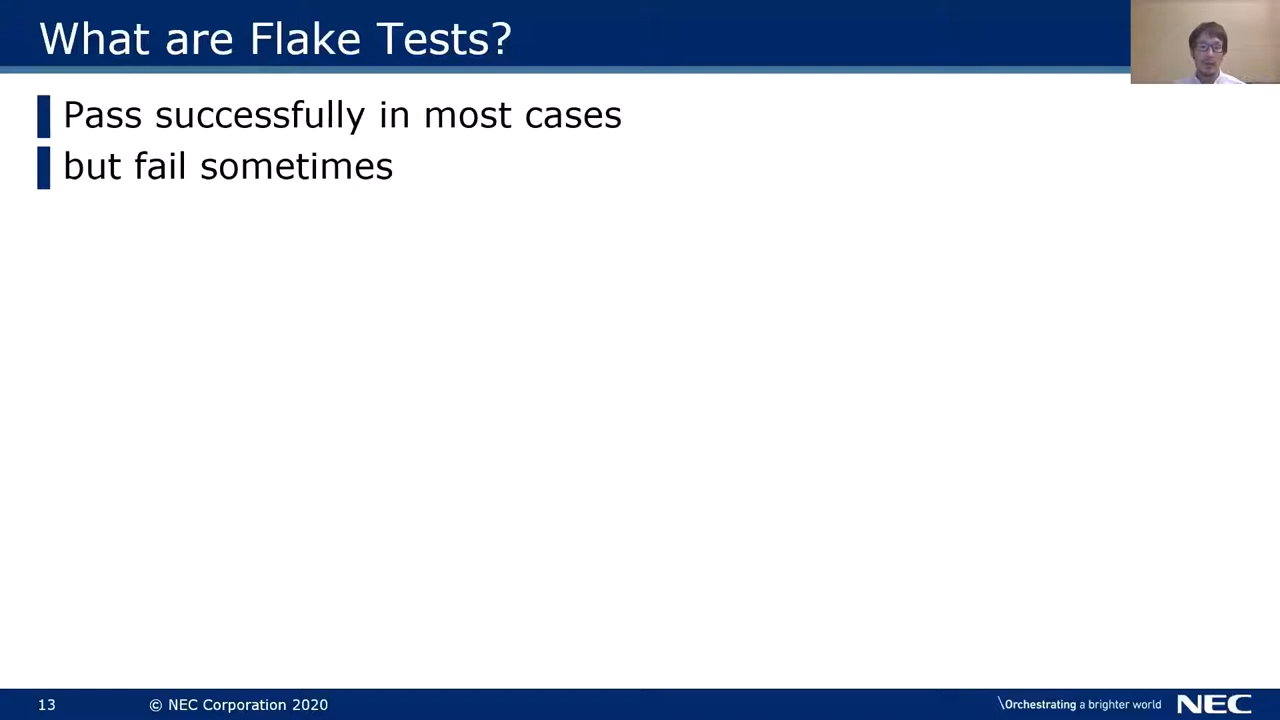 What are Flake Tests?
Pass successfully in most cases
but fail sometimes
13
© NEC Corporation 2020
\Orchestrating a brighter world
NEC